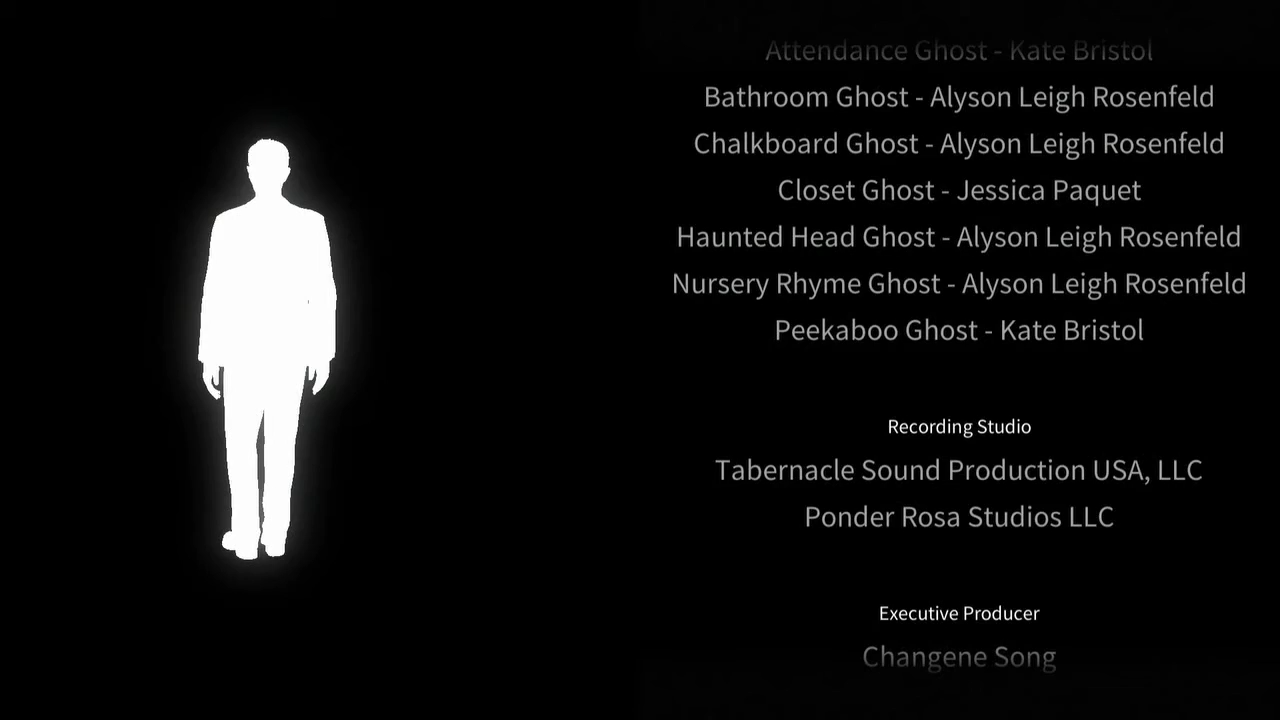 Attendance Ghost - Kate Bristol
Bathroom Ghost - Alyson Leigh Rosenfeld
Chalkboard Ghost - Alyson Leigh Rosenfeld
Closet Ghost - Jessica Paquet
Haunted Head Ghost - Alyson Leigh Rosenfeld
Nursery Rhyme Ghost - Alyson Leigh Rosenfeld
Peekaboo Ghost - Kate Bristol
Recording Studio
Tabernacle Sound Production USA, LLC
Ponder Rosa Studios LLC
Executive Producer
Changene Song